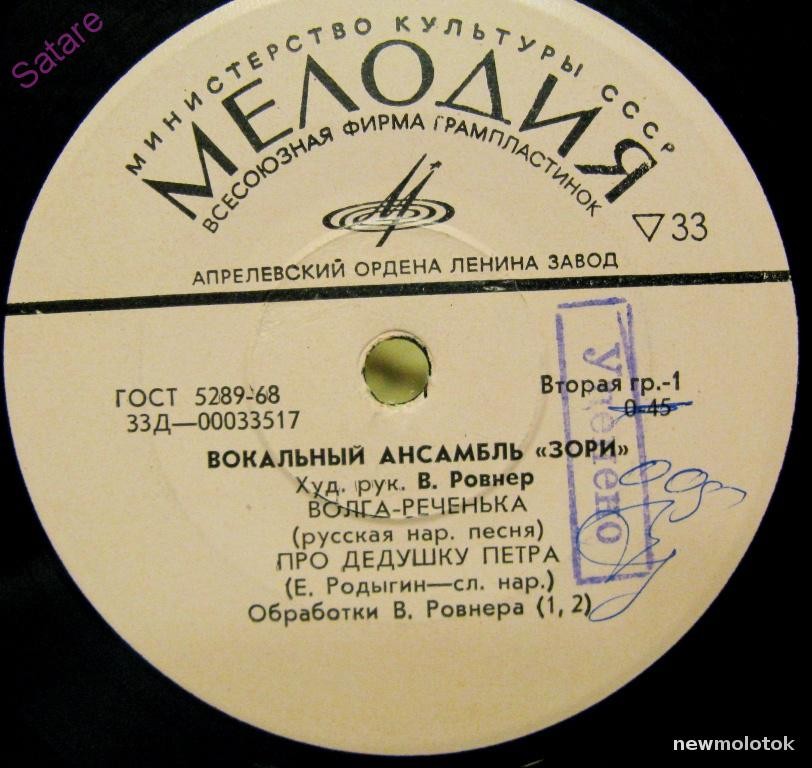 Satare
МИНИСТЕРСТВО КУЛЬТУРЫ СССР
МЕЛОДИЯ
ВСЕСОЮЗНАЯ ФИРМА ГРАМПЛАСТИНОК
▽33
АПРЕЛЕВСКИЙ ОРДЕНА ЛЕНИНА ЗАВОД
ГОСТ 5289-68
33Д—00033517
Вторая гр.-1
0-45
Уценено
ВОКАЛЬНЫЙ АНСАМБЛЬ «ЗОРИ»
Худ. рук. В. Ровнер
ВОЛГА-РЕЧЕНЬКА
(русская нар. песня)
ПРО ДЕДУШКУ ПЕТРА
(Е. Родыгин—сл. нар.)
Обработки В. Ровнера (1, 2)
newmolotok